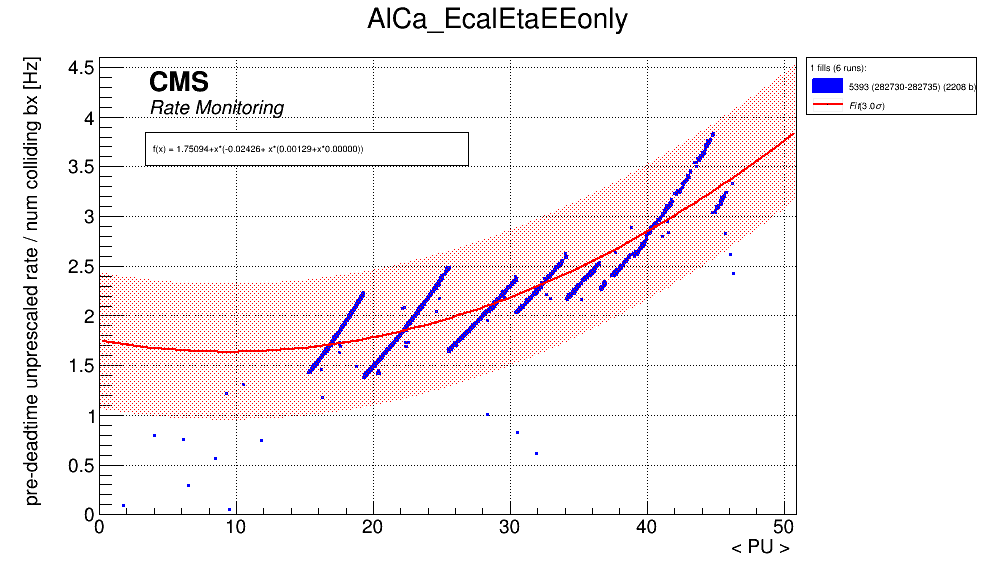 AlCa_EcalEtaEEonly
pre-deadtime unprescaled rate / num colliding bx [Hz]
CMS
Rate Monitoring
f(x) = 1.75094+x*(-0.02426+ x*(0.00129+x*0.00000))
4.5
4
3.5
3
2.5
2
1.5
1
0.5
0
0 10 20 30 40 50
< PU >
1 fills (6 runs):
5393 (282730-282735) (2208 b)
Fit(3.0σ)